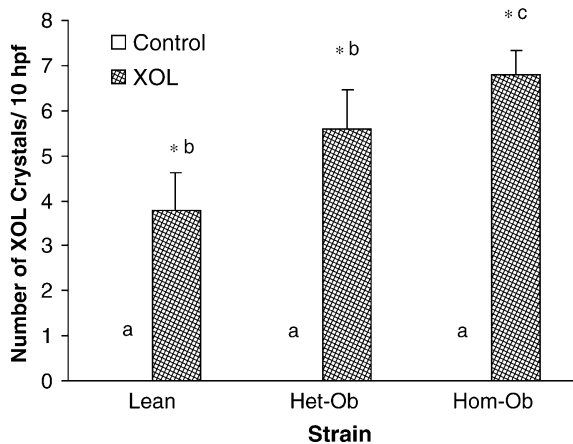 Number of XOL Crystals/ 10 hpf
8
7
6
5
4
3
2
1
0
Control
XOL
a
* b
a
* b
a
* c
Lean
Het-Ob
Hom-Ob
Strain